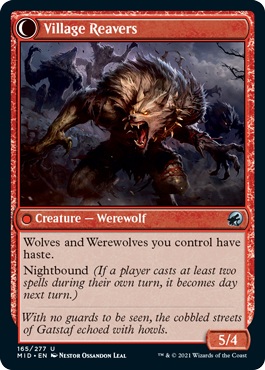 Village Reavers
Creature — Werewolf
Wolves and Werewolves you control have
haste.
Nightbound (If a player casts at least two
spells during their own turn, it becomes day
next turn.)
With no guards to be seen, the cobbled streets
of Gatstaf echoed with howls.
5/4
165/277 U
MID • EN Nestor Ossandon Leal
™ & © 2021 Wizards of the Coast